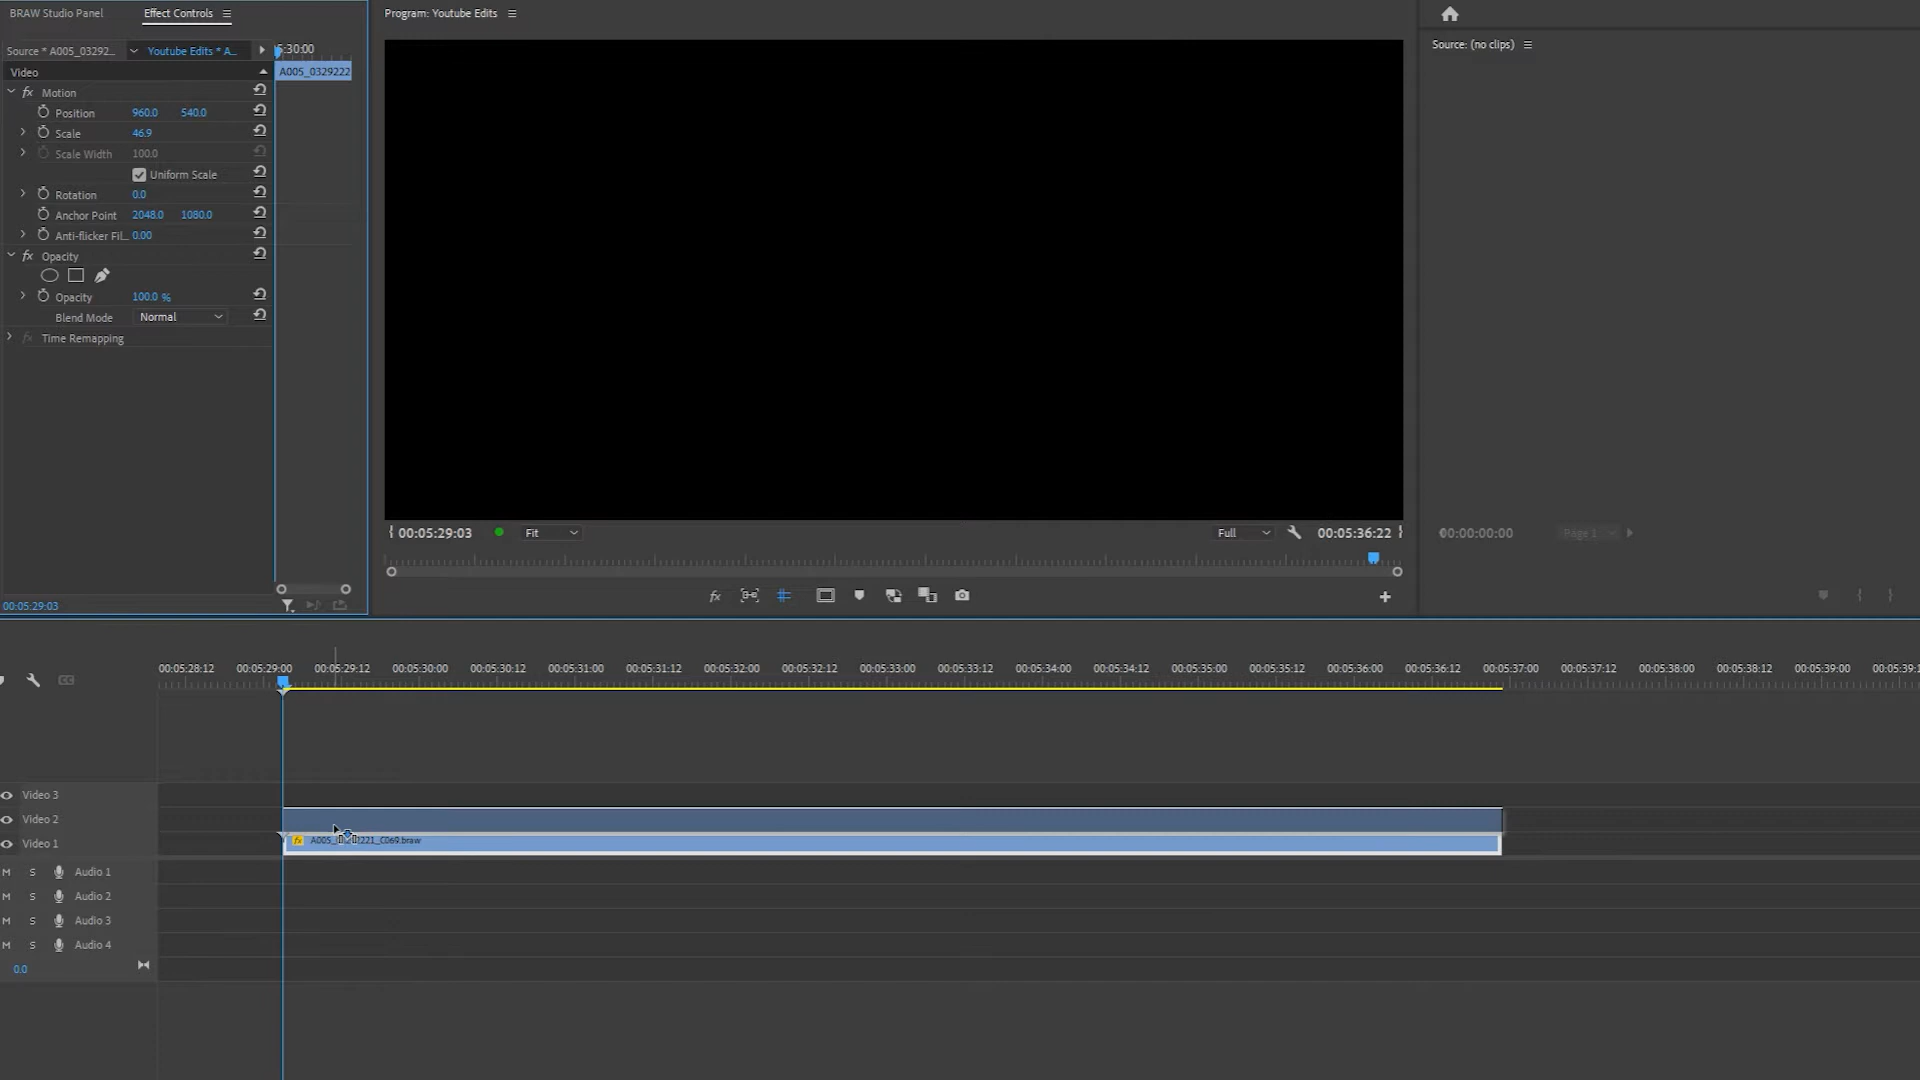 BRAW Studio Panel
Effect Controls
Program: Youtube Edits
Source: (no clips)
Source * A005_03292...
Youtube Edits * A...
5:30:00
Video
A005_0329222
Motion
Position 960.0 540.0
Scale 46.9
Scale Width 100.0
Uniform Scale
Rotation 0.0
Anchor Point 2048.0 1080.0
Anti-flicker Fil... 0.00
Opacity
Opacity 100.0 %
Blend Mode Normal
Time Remapping
00:05:29:03
00:05:29:03
Fit
Full
00:05:36:22
00:00:00:00
Page 1
00:05:28:12 00:05:29:00 00:05:29:12 00:05:30:00 00:05:30:12 00:05:31:00 00:05:31:12 00:05:32:00 00:05:32:12 00:05:33:00 00:05:33:12 00:05:34:00 00:05:34:12 00:05:35:00 00:05:35:12 00:05:36:00 00:05:36:12 00:05:37:00 00:05:37:12 00:05:38:00 00:05:38:12 00:05:39:00 00:05:39:1
Video 3
Video 2
Video 1
fx
221_C069.braw
M S Audio 1
M S Audio 2
M S Audio 3
M S Audio 4
0.0